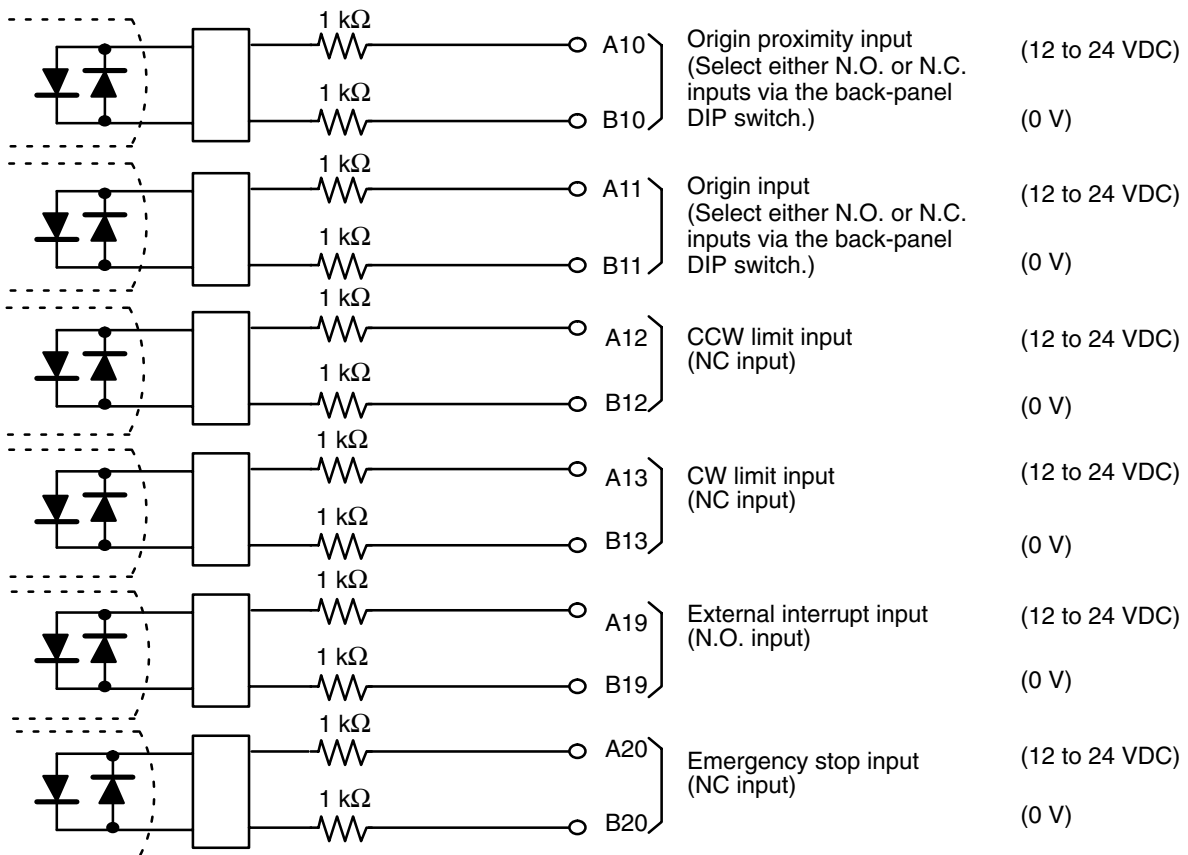 1 kΩ
A10
Origin proximity input
(Select either N.O. or N.C.
inputs via the back-panel
DIP switch.)
(12 to 24 VDC)
1 kΩ
B10
(0 V)
1 kΩ
A11
Origin input
(Select either N.O. or N.C.
inputs via the back-panel
DIP switch.)
(12 to 24 VDC)
1 kΩ
B11
(0 V)
1 kΩ
A12
CCW limit input
(NC input)
(12 to 24 VDC)
1 kΩ
B12
(0 V)
1 kΩ
A13
CW limit input
(NC input)
(12 to 24 VDC)
1 kΩ
B13
(0 V)
1 kΩ
A19
External interrupt input
(N.O. input)
(12 to 24 VDC)
1 kΩ
B19
(0 V)
1 kΩ
A20
Emergency stop input
(NC input)
(12 to 24 VDC)
1 kΩ
B20
(0 V)